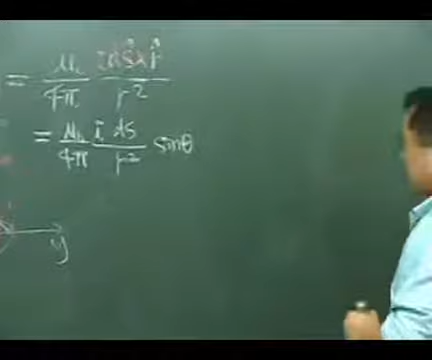 = μ₀/4π i ds × r̂/r²
= μ₀/4π i ds/r² sinθ
y